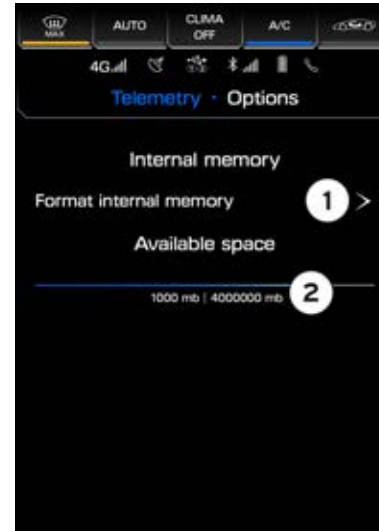 MAX
AUTO
CLIMA
OFF
A/C
4G
Telemetry · Options
Internal memory
Format internal memory
1 >
Available space
1000 mb | 4000000 mb
2